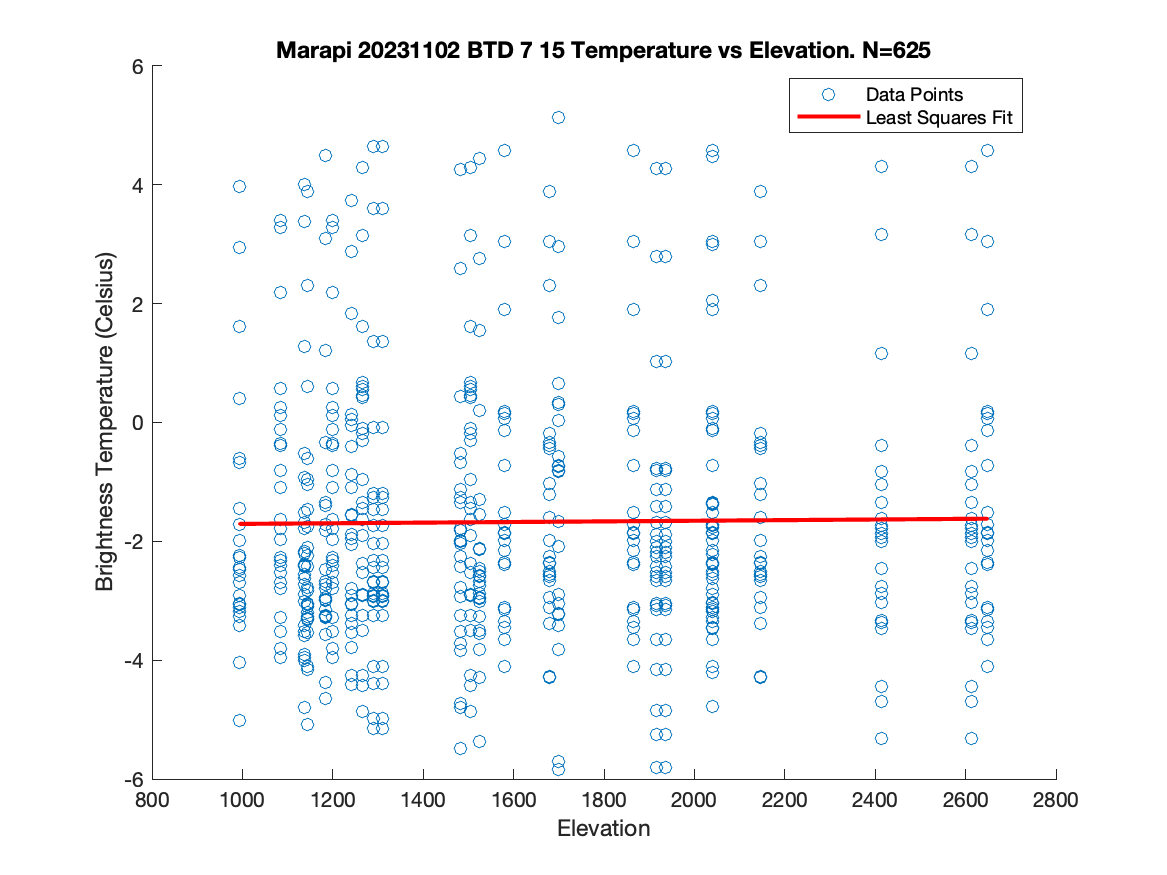 Marapi 20231102 BTD 7 15 Temperature vs Elevation. N=625
Data Points
Least Squares Fit
6
4
2
0
-2
-4
-6
Brightness Temperature (Celsius)
800 1000 1200 1400 1600 1800 2000 2200 2400 2600 2800
Elevation